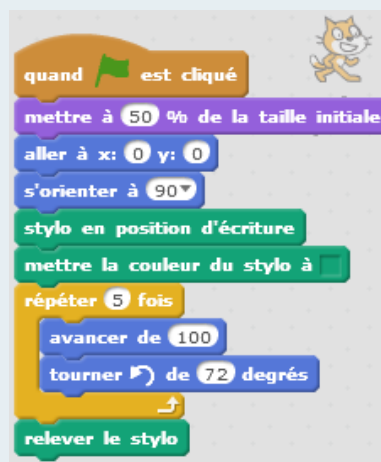 quand est cliqué
mettre à 50 % de la taille initiale
aller à x: 0 y: 0
s'orienter à 90
stylo en position d'écriture
mettre la couleur du stylo à
répéter 5 fois
avancer de 100
tourner de 72 degrés
relever le stylo